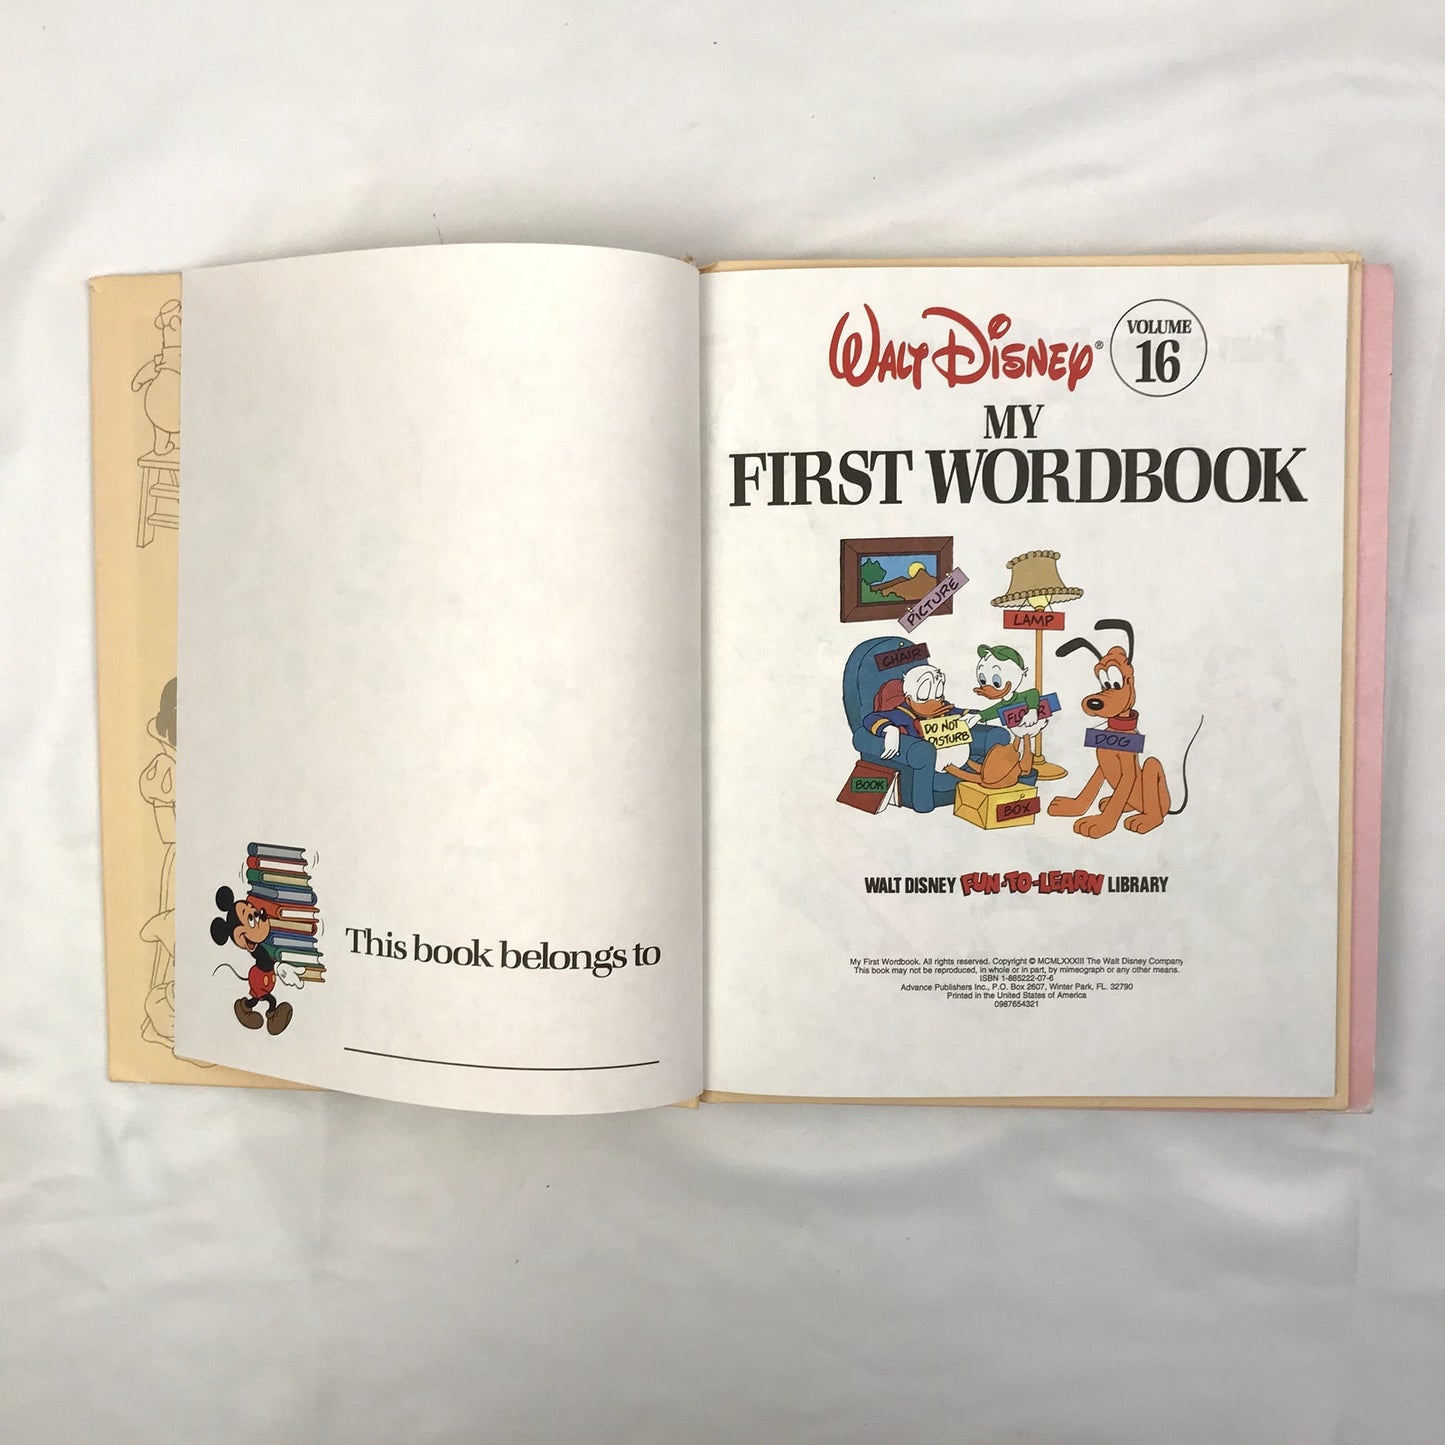 This book belongs to
WALT DISNEY®
VOLUME
16
MY
FIRST WORDBOOK
PICTURE
LAMP
CHAIR
DO NOT
DISTURB
DOG
BOOK
BOX
WALT DISNEY FUN-TO-LEARN LIBRARY
My First Wordbook. All rights reserved. Copyright © MCMLXXXIII The Walt Disney Company
This book may not be reproduced, in whole or in part, by mimeograph or any other means.
ISBN 1-885222-07-6
Advance Publishers Inc., P.O. Box 2607, Winter Park, FL. 32790
Printed in the United States of America
0987654321